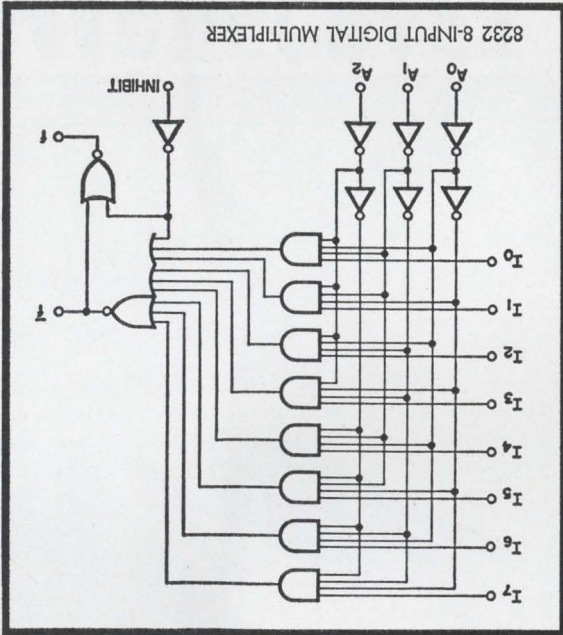 I7
I6
I5
I4
I3
I2
I1
f̄
I0
f
INHIBIT
A0 A1 A2
8232 8-INPUT DIGITAL MULTIPLEXER